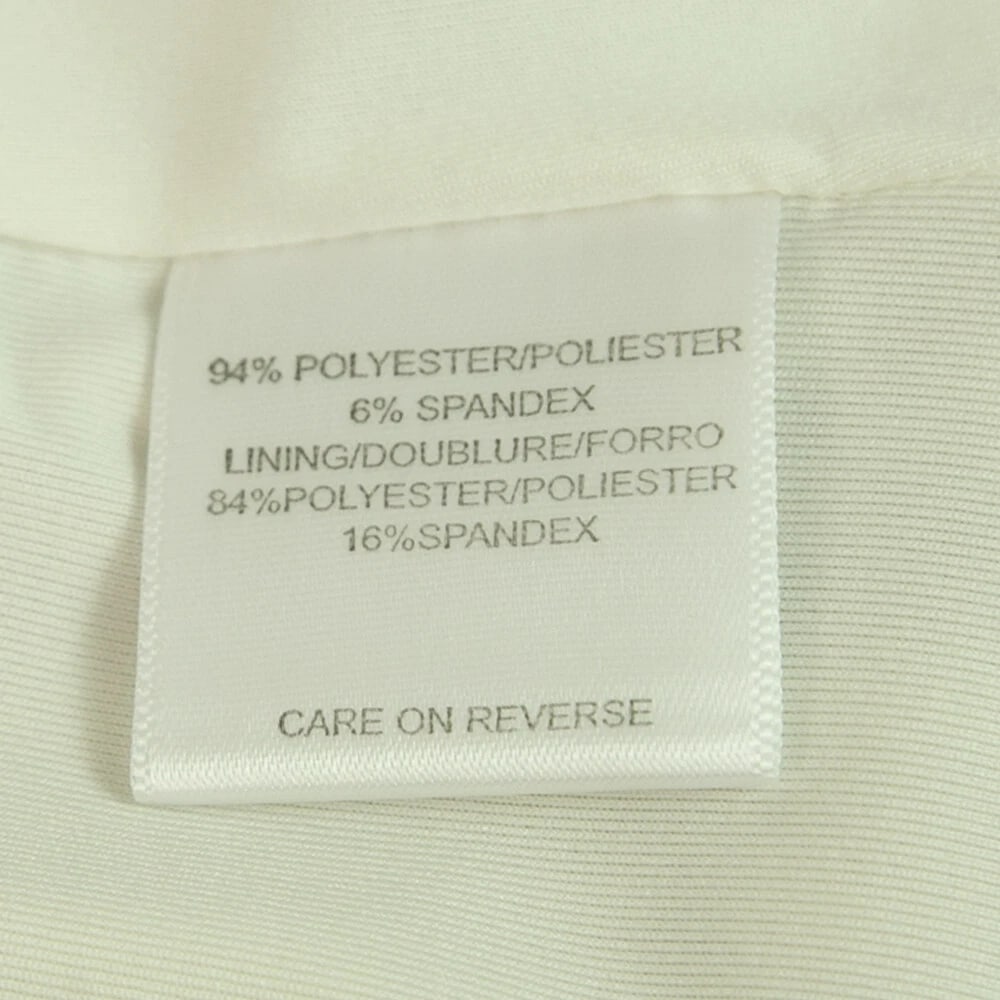 94% POLYESTER/POLIESTER
6% SPANDEX
LINING/DOUBLURE/FORRO
84%POLYESTER/POLIESTER
16%SPANDEX
CARE ON REVERSE